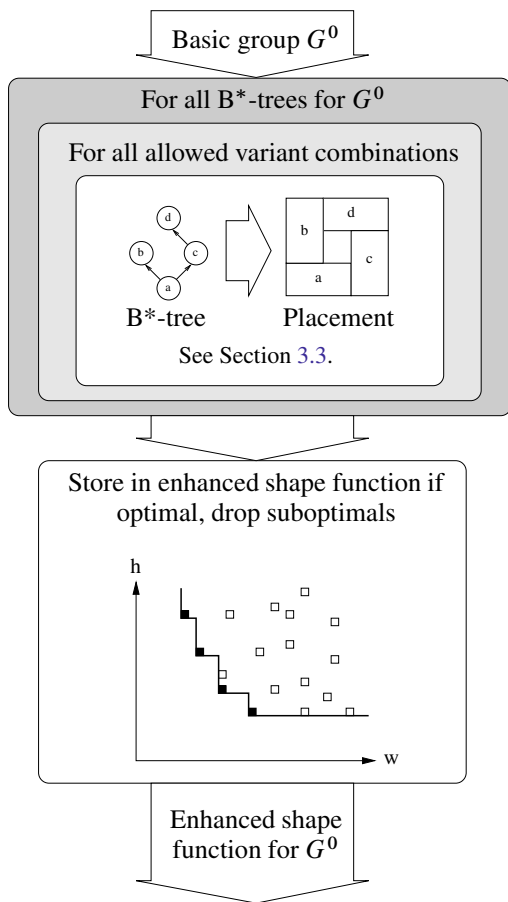 Basic group G⁰
For all B*-trees for G⁰
For all allowed variant combinations
d
b c
a
b d
a c
B*-tree Placement
See Section 3.3.
Store in enhanced shape function if
optimal, drop suboptimals
h
w
Enhanced shape
function for G⁰